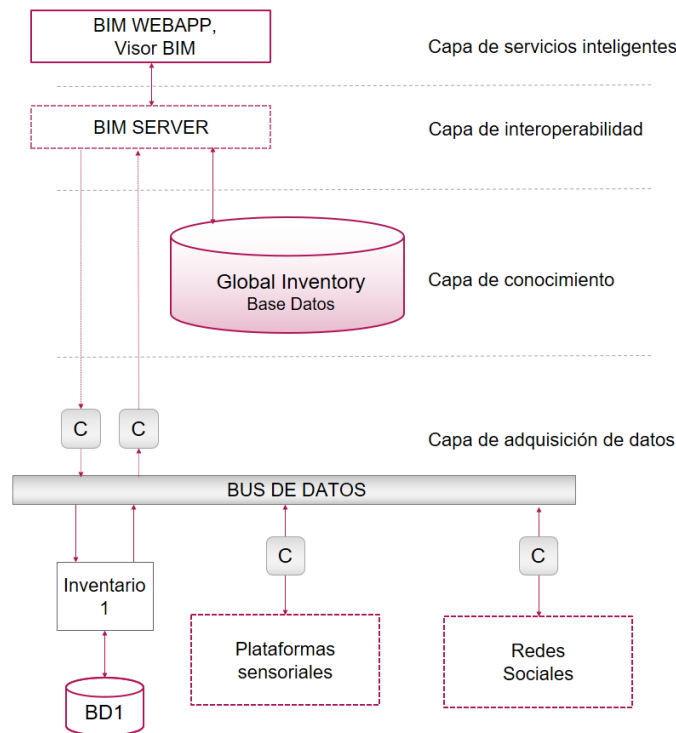 BIM WEBAPP,
Visor BIM
Capa de servicios inteligentes
BIM SERVER
Capa de interoperabilidad
Global Inventory
Base Datos
Capa de conocimiento
C
C
Capa de adquisición de datos
BUS DE DATOS
C
C
Inventario
1
Plataformas
sensoriales
Redes
Sociales
BD1